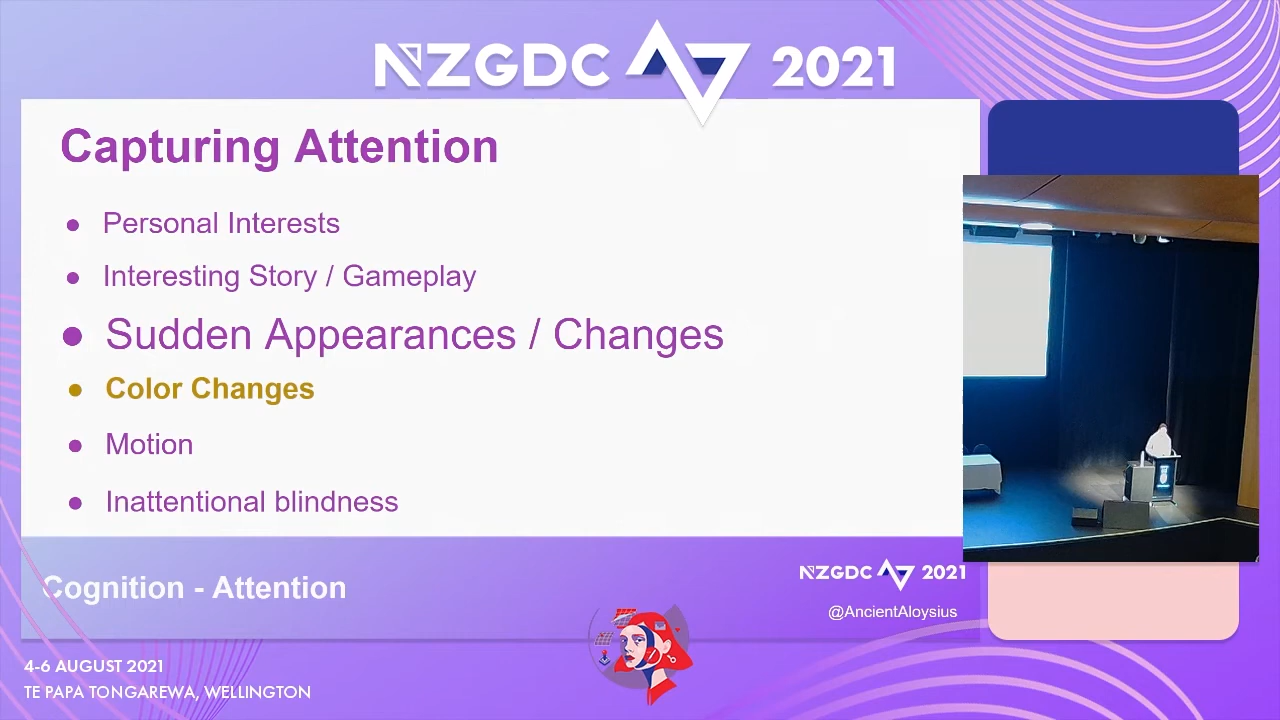 NZGDC 2021
Capturing Attention
● Personal Interests
● Interesting Story / Gameplay
● Sudden Appearances / Changes
● Color Changes
● Motion
● Inattentional blindness
Cognition - Attention
NZGDC 2021
@AncientAloysius
4-6 AUGUST 2021
TE PAPA TONGAREWA, WELLINGTON